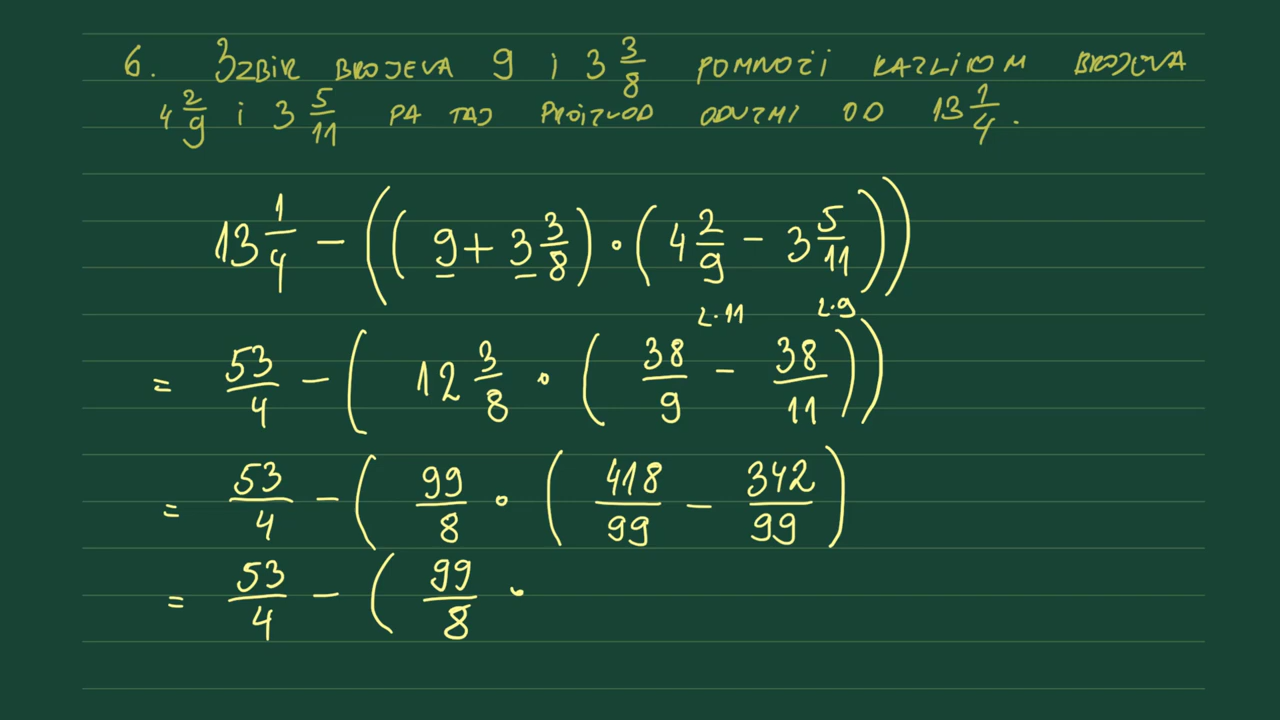 6. Izbir brojeva 9 i 3 3/8 pomnoži razlikom brojeva
4 2/9 i 3 5/11 pa taj proizvod oduzmi od 13 1/4.
13 1/4 − ((9 + 3 3/8) • (4 2/9 − 3 5/11))
2·11 2·9
= 53/4 − (12 3/8 • (38/9 − 38/11))
= 53/4 − (99/8 • (418/99 − 342/99)
= 53/4 − (99/8 •